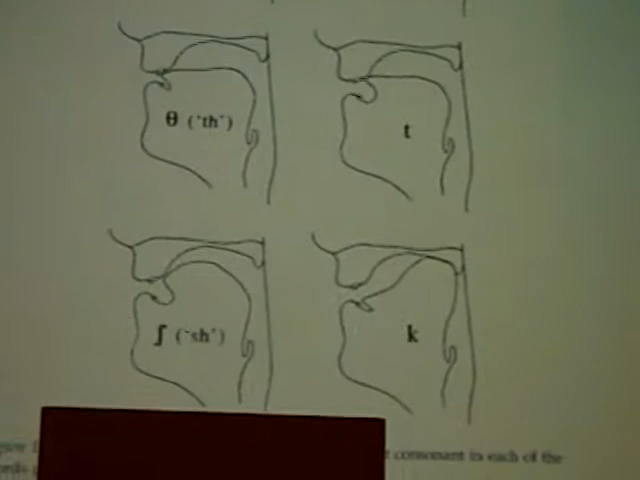 θ ('th')
t
ʃ ('sh')
k
consonant in each of the